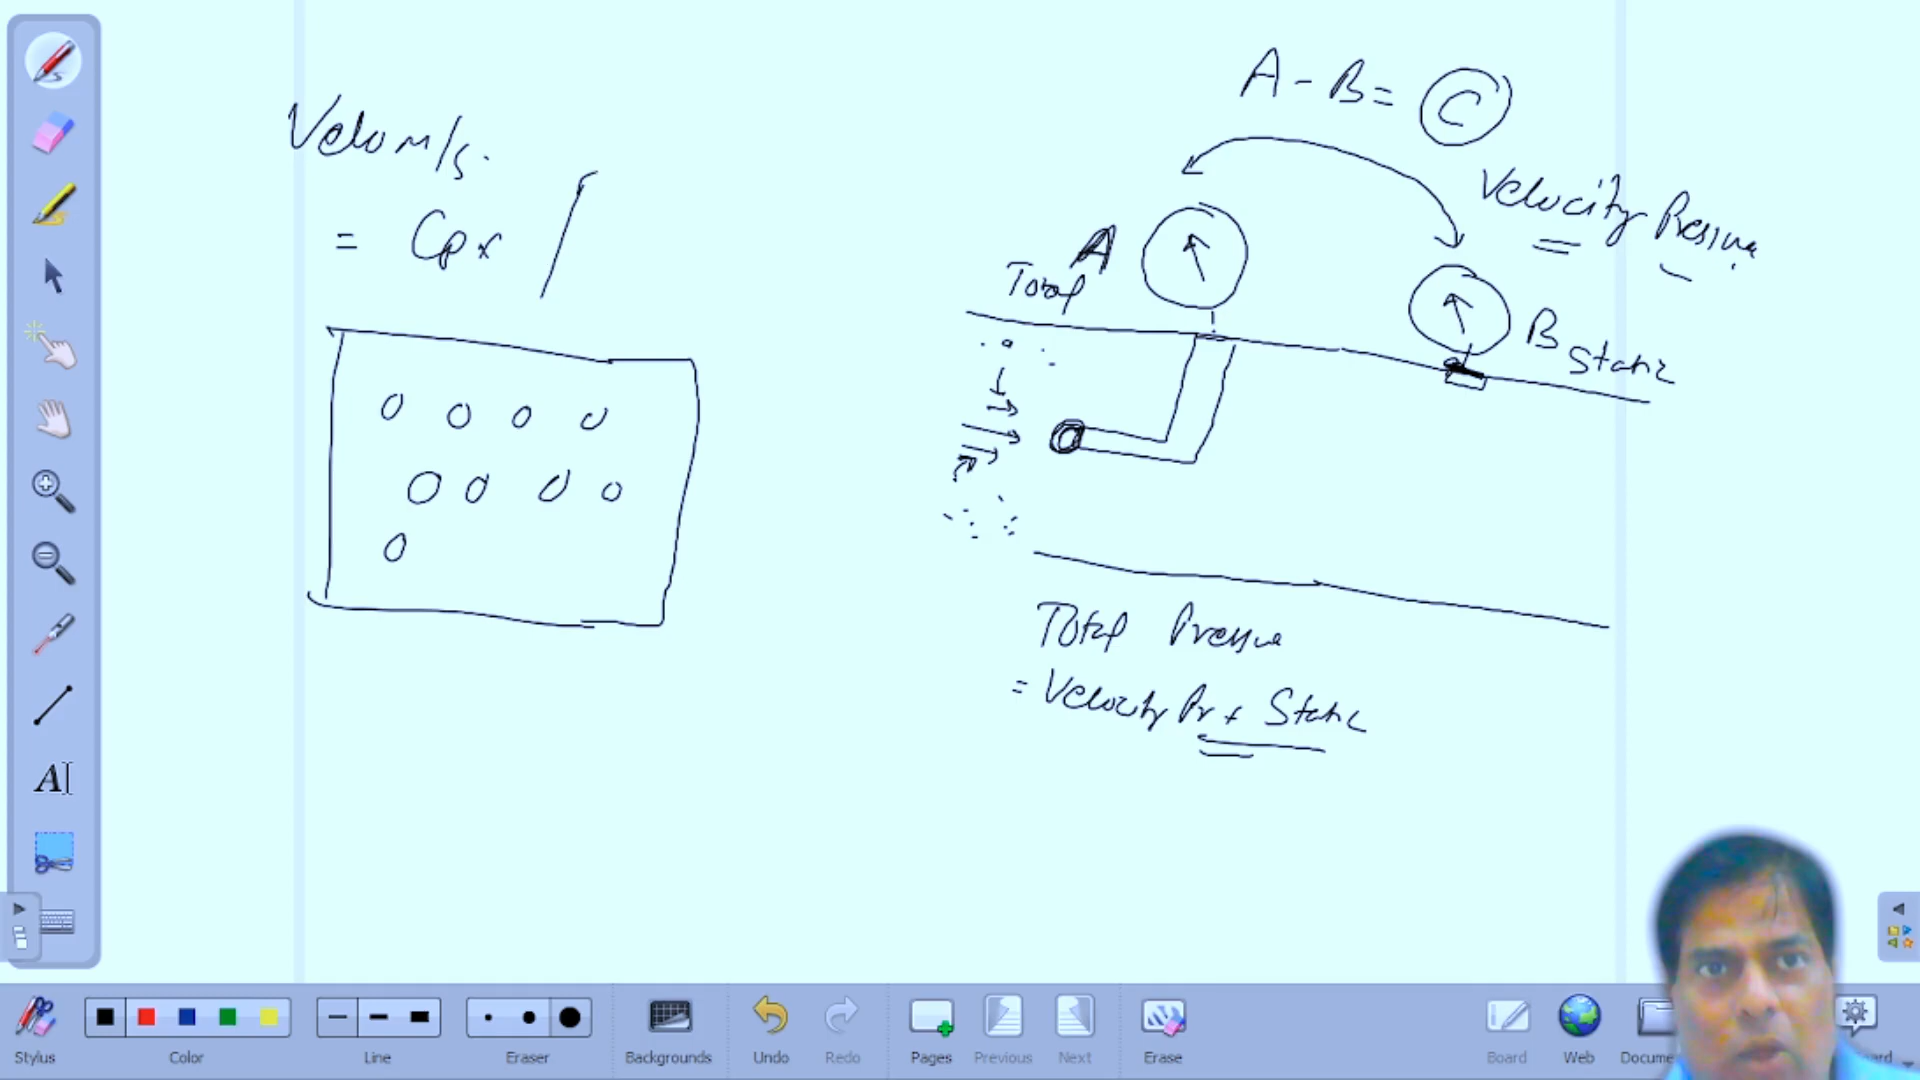 Velo m/s.
= Cp x
A - B = C
Velocity Pressure
A
Total
B Static
Total Pressure
= Velocity Pr + Static
A
Stylus
Color
Line
Eraser
Backgrounds
Undo
Redo
Pages
Previous
Next
Erase
Board
Web